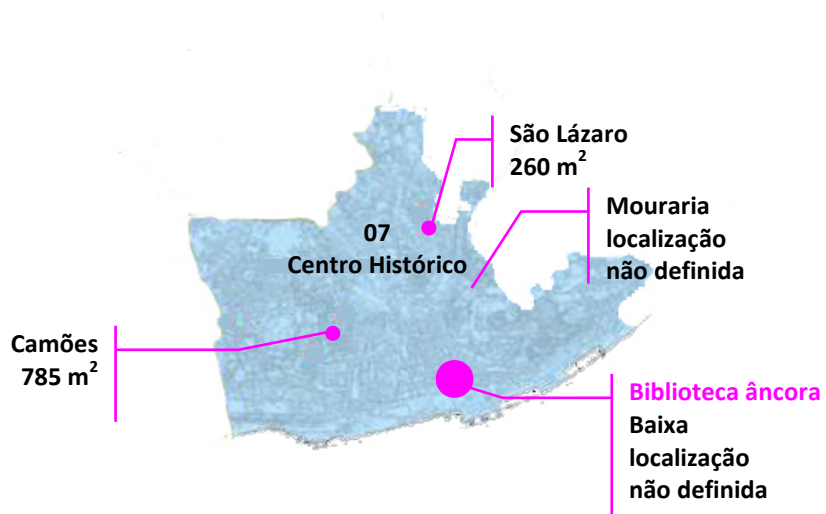 São Lázaro
260 m²
Mouraria
localização
não definida
07
Centro Histórico
Camões
785 m²
Biblioteca âncora
Baixa
localização
não definida